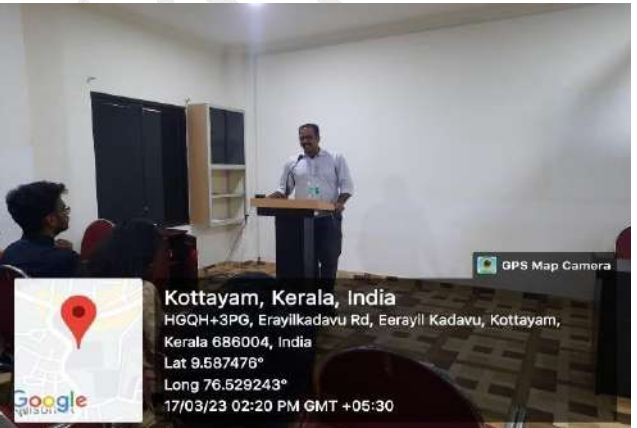 GPS Map Camera
Kottayam, Kerala, India
HGQH+3PG, Erayilkadavu Rd, Eerayil Kadavu, Kottayam,
Kerala 686004, India
Lat 9.587476°
Long 76.529243°
17/03/23 02:20 PM GMT +05:30
Google